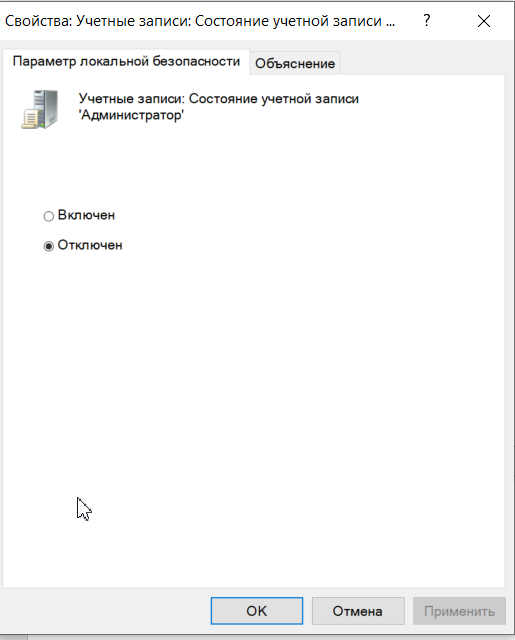 Свойства: Учетные записи: Состояние учетной записи ...
?
Параметр локальной безопасности
Объяснение
Учетные записи: Состояние учетной записи
'Администратор'
Включен
Отключен
OK
Отмена
Применить